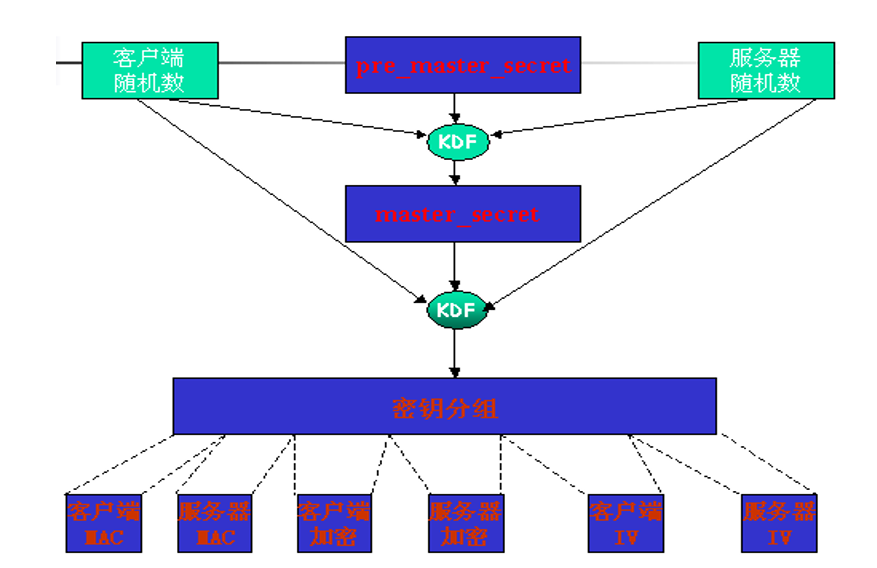 客户端
随机数
pre_master_secret
服务器
随机数
KDF
master_secret
KDF
密钥分组
客户端
MAC
服务器
MAC
客户端
加密
服务器
加密
客户端
IV
服务器
IV